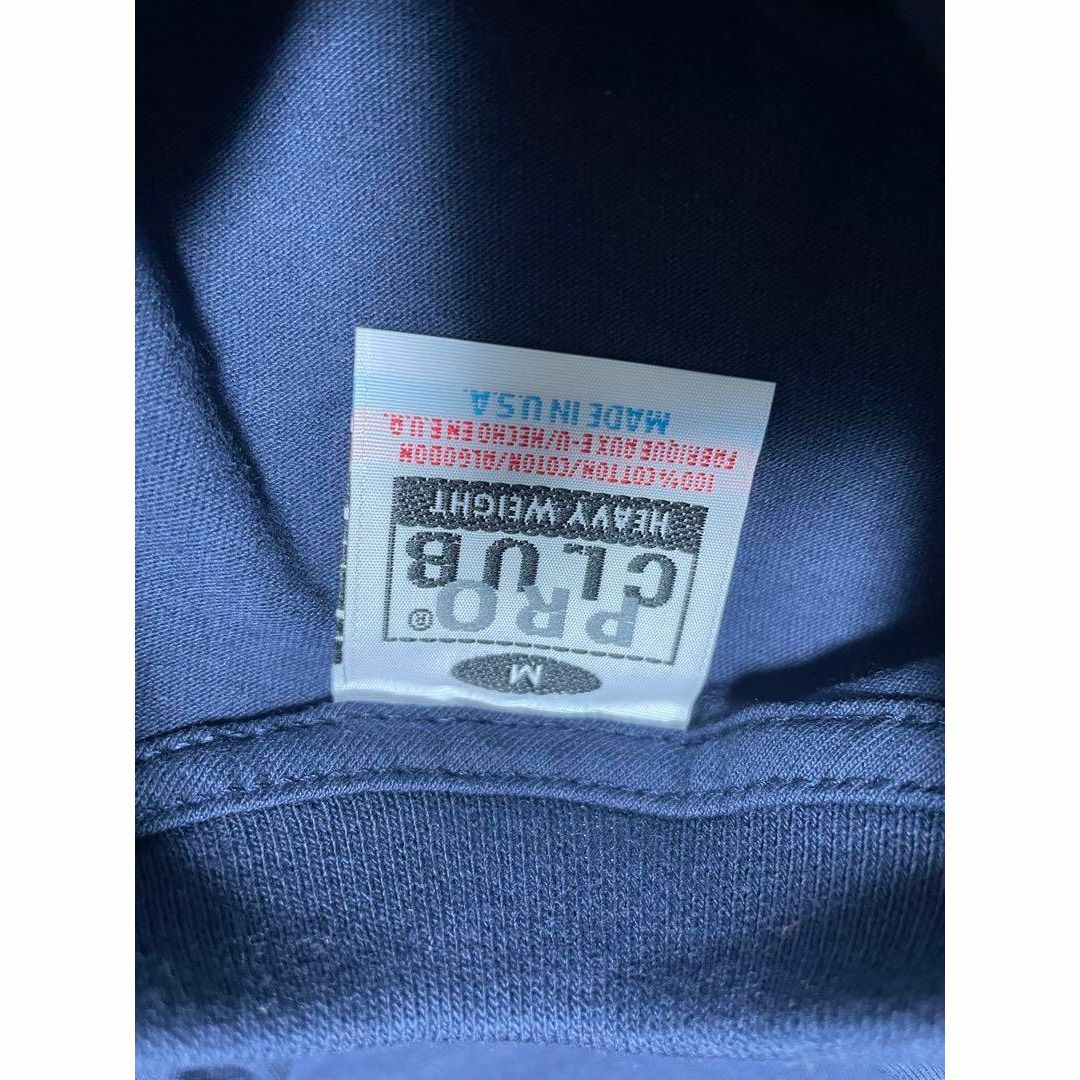 M
PRO®
CLUB
HEAVY WEIGHT
100% COTTON/COTON/ALGODON
FABRIQUE AUX E-U/HECHO EN E.U.A.
MADE IN U.S.A.